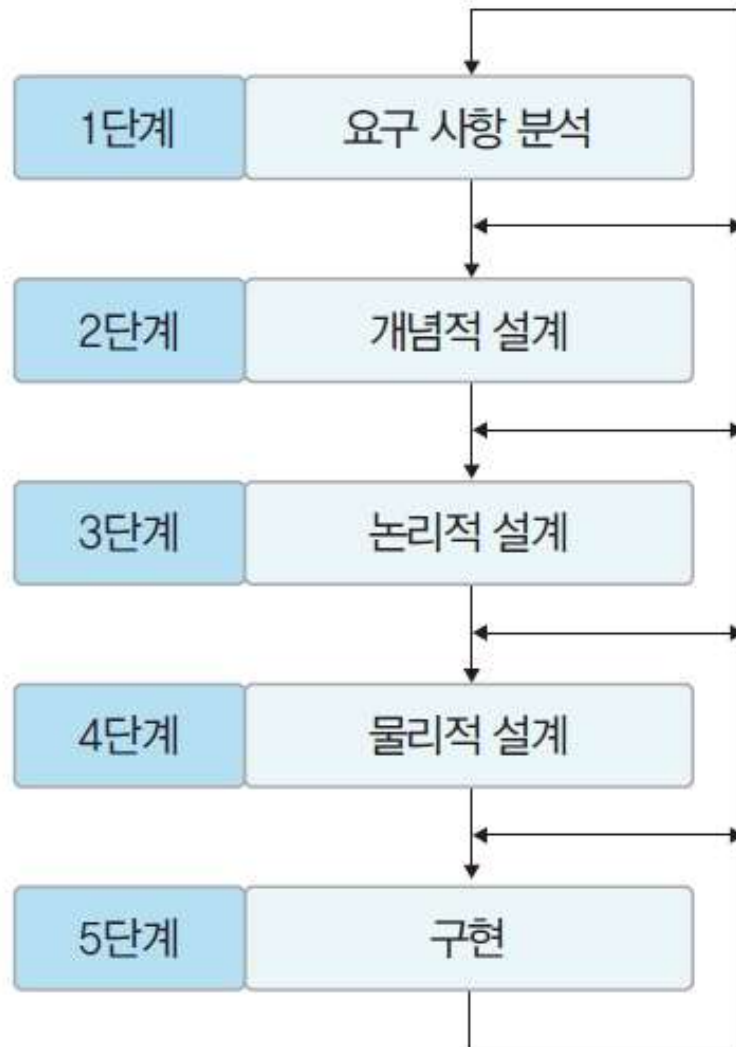 1단계 요구 사항 분석
2단계 개념적 설계
3단계 논리적 설계
4단계 물리적 설계
5단계 구현